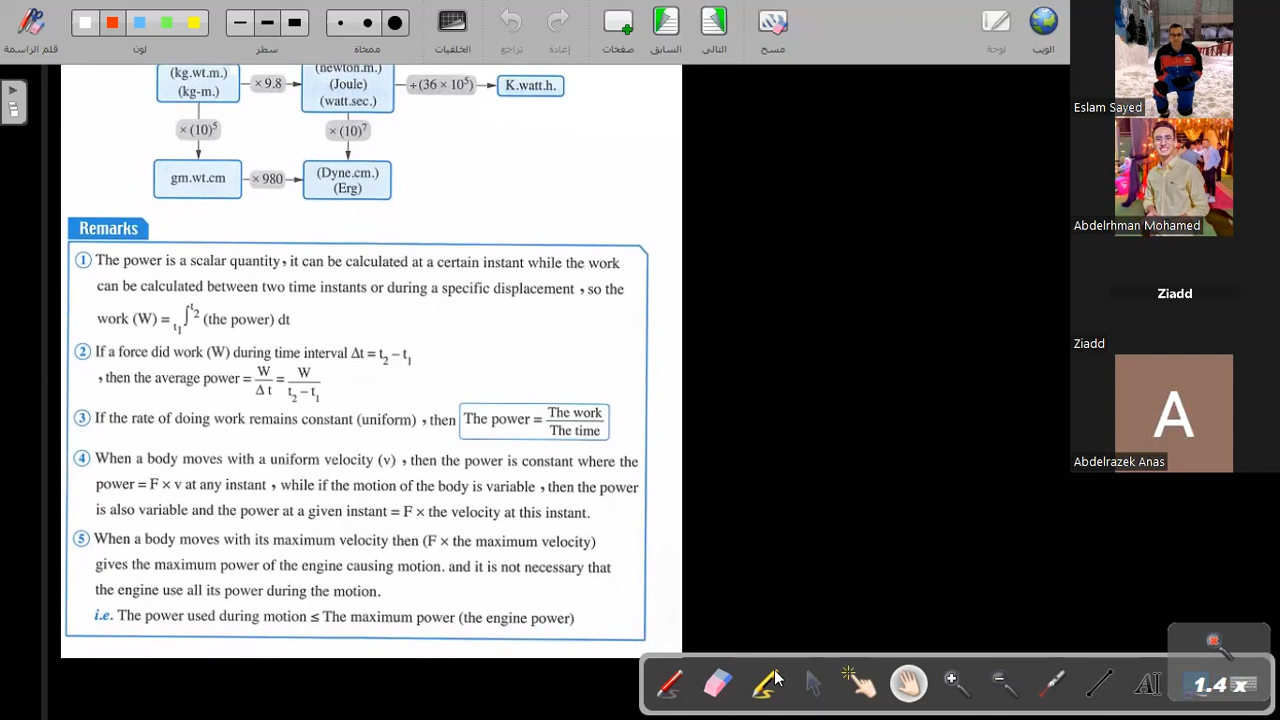 قلم الراسمة
لون
سطر
ممحاة
الخلفيات
تراجع
إعادة
صفحات
السابق
التالي
مسح
لوحة
الويب
(kg.wt.m.)
(kg-m.)
× 9.8
(newton.m.)
(Joule)
(watt.sec.)
÷(36 × 10⁵)
K.watt.h.
× (10)⁵
× (10)⁷
gm.wt.cm
× 980
(Dyne.cm.)
(Erg)
Remarks
① The power is a scalar quantity , it can be calculated at a certain instant while the work
can be calculated between two time instants or during a specific displacement , so the
work (W) = ₜ₁∫ᵗ² (the power) dt
② If a force did work (W) during time interval Δt = t₂ – t₁
, then the average power = W/Δ t = W/t₂ – t₁
③ If the rate of doing work remains constant (uniform) , then The power = The work/The time
④ When a body moves with a uniform velocity (v) , then the power is constant where the
power = F × v at any instant , while if the motion of the body is variable , then the power
is also variable and the power at a given instant = F × the velocity at this instant.
⑤ When a body moves with its maximum velocity then (F × the maximum velocity)
gives the maximum power of the engine causing motion. and it is not necessary that
the engine use all its power during the motion.
i.e. The power used during motion ≤ The maximum power (the engine power)
Eslam Sayed
Abdelrhman Mohamed
Ziadd
Ziadd
A
Abdelrazek Anas
AI
1.4 x